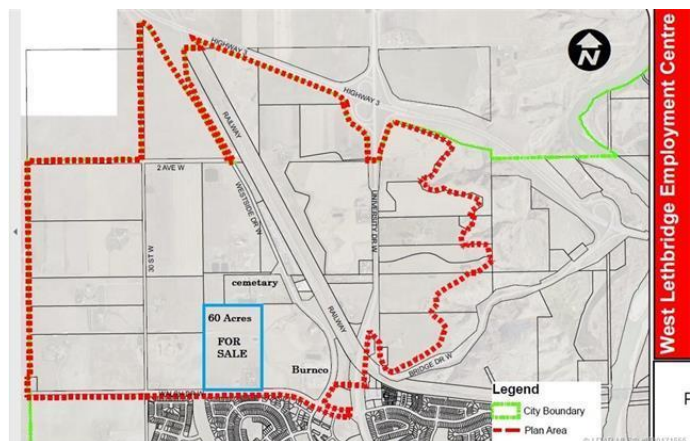 HIGHWAY 3
HIGHWAY 3
N
RAILWAY
2 AVE W
WESTSIDE DR W
UNIVERSITY DR W
30 ST W
cemetary
60 Acres
FOR
SALE
RAILWAY
Burnco
BRIDGE DR W
Legend
City Boundary
Plan Area
West Lethbridge Employment Centre